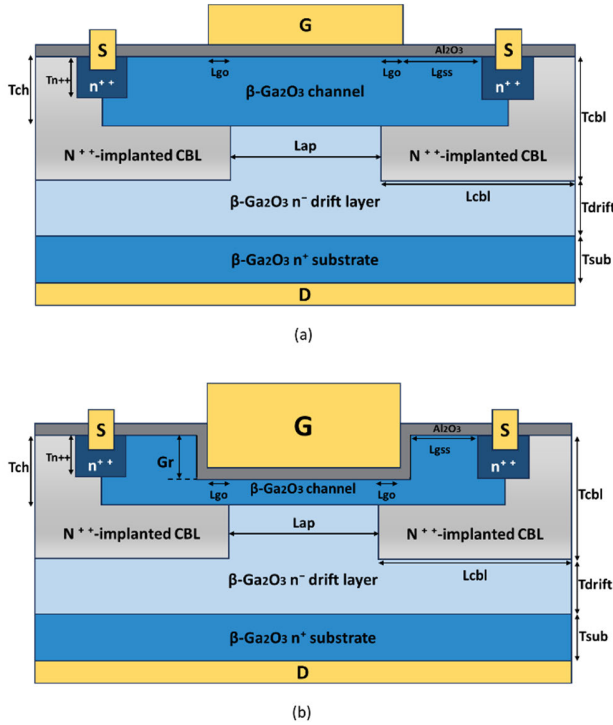 G
S
S
Al2O3
Tn++
Lgo
Lgo
Lgss
Tch
n++
β-Ga2O3 channel
n++
Tcbl
N++-implanted CBL
Lap
N++-implanted CBL
Lcbl
β-Ga2O3 n− drift layer
Tdrift
β-Ga2O3 n+ substrate
Tsub
D
(a)
G
S
S
Al2O3
Tn++
Gr
Lgss
Tch
n++
β-Ga2O3 channel
n++
Lgo
Lgo
Tcbl
N++-implanted CBL
Lap
N++-implanted CBL
Lcbl
β-Ga2O3 n− drift layer
Tdrift
β-Ga2O3 n+ substrate
Tsub
D
(b)